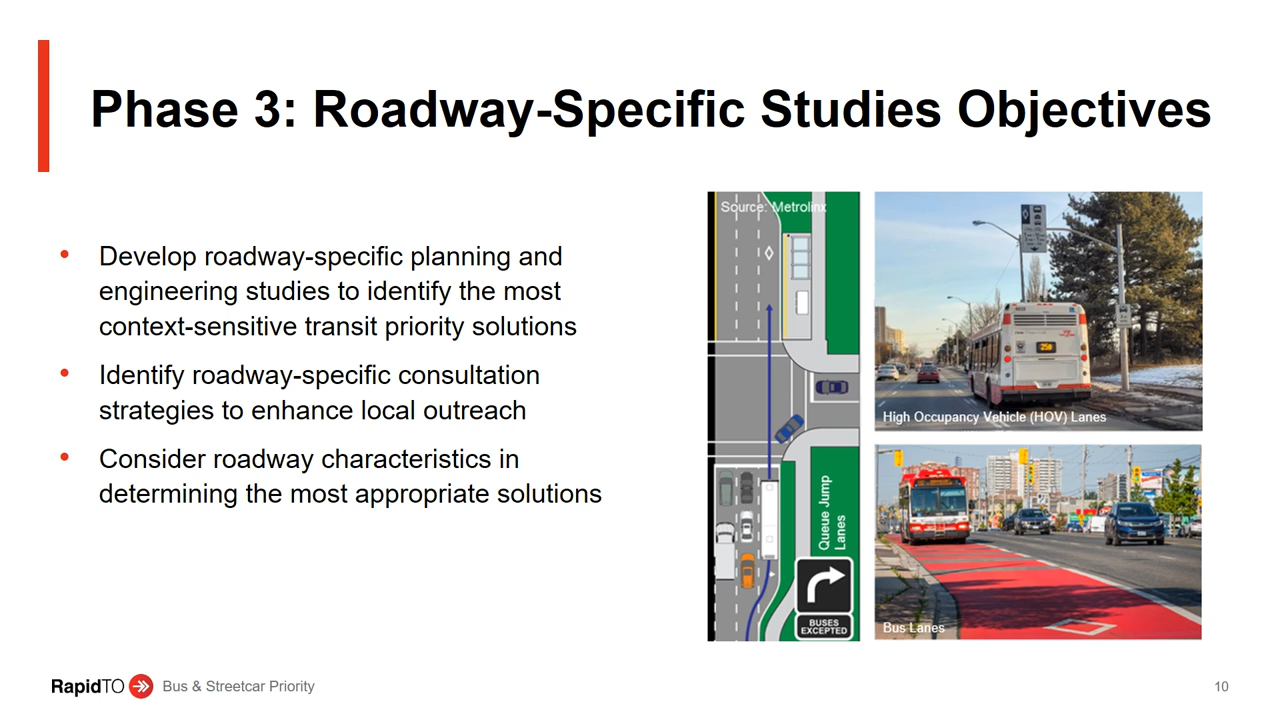 Phase 3: Roadway-Specific Studies Objectives
• Develop roadway-specific planning and
engineering studies to identify the most
context-sensitive transit priority solutions
• Identify roadway-specific consultation
strategies to enhance local outreach
• Consider roadway characteristics in
determining the most appropriate solutions
Source: Metrolinx
Queue Jump
Lanes
BUSES
EXCEPTED
High Occupancy Vehicle (HOV) Lanes
Bus Lanes
RapidTO
Bus & Streetcar Priority
10